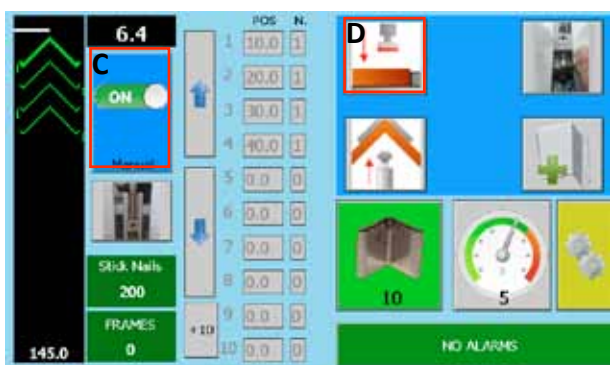 6.4
C
ON
Manual
Stick Nails
200
FRAMES
0
145.0
POS N.
1 10.0 1
2 20.0 1
3 30.0 1
4 40.0 1
5 0.0 0
6 0.0 0
7 0.0 0
8 0.0 0
9 0.0 0
10 0.0 0
+10
D
10
5
NO ALARMS